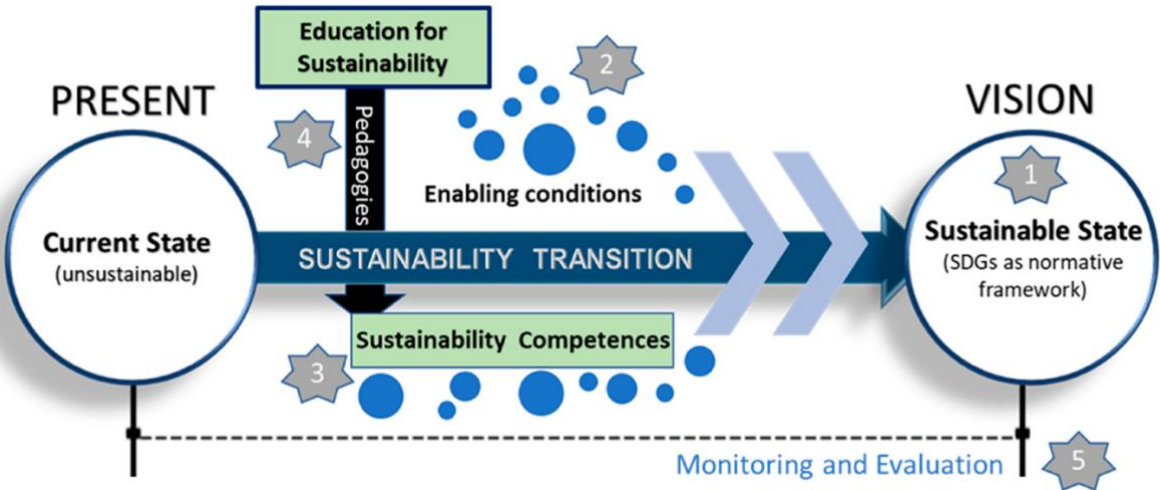 Education for
Sustainability
2
PRESENT
VISION
4
Pedagogies
1
Enabling conditions
Current State
(unsustainable)
SUSTAINABILITY TRANSITION
Sustainable State
(SDGs as normative
framework)
Sustainability Competences
3
Monitoring and Evaluation
5